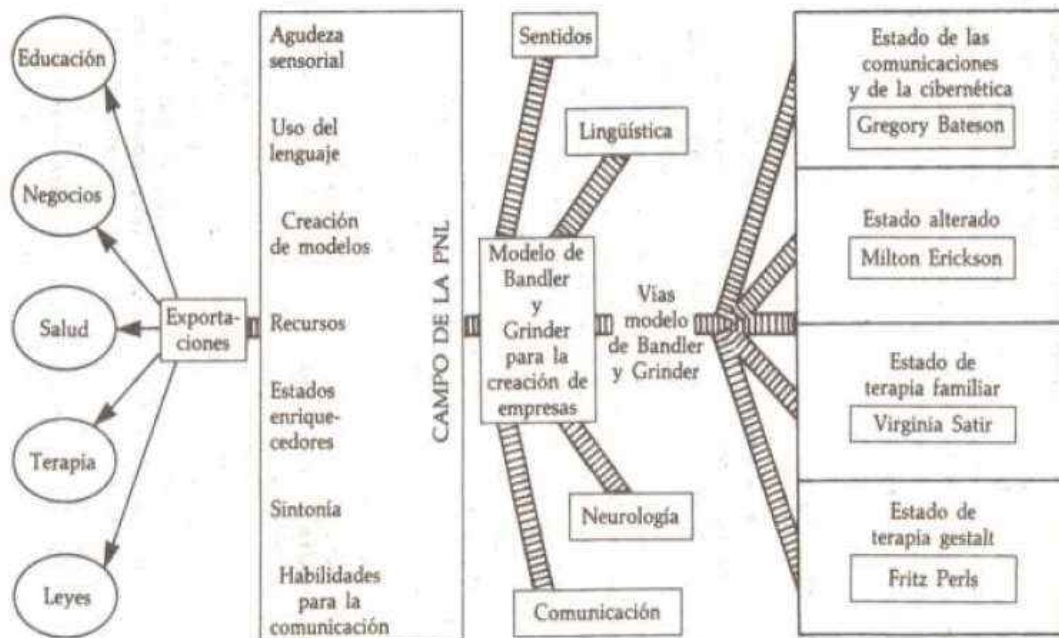 Educación
Negocios
Salud
Terapia
Leyes
Exporta-
ciones
Agudeza
sensorial
Uso del
lenguaje
Creación
de modelos
Recursos
Estados
enrique-
cedores
Sintonía
Habilidades
para la
comunicación
CAMPO DE LA PNL
Sentidos
Lingüística
Modelo de
Bandler
y
Grinder
para la
creación de
empresas
Neurología
Comunicación
Vías
modelo
de Bandler
y Grinder
Estado de las
comunicaciones
y de la cibernética
Gregory Bateson
Estado alterado
Milton Erickson
Estado de
terapia familiar
Virginia Satir
Estado de
terapia gestalt
Fritz Perls